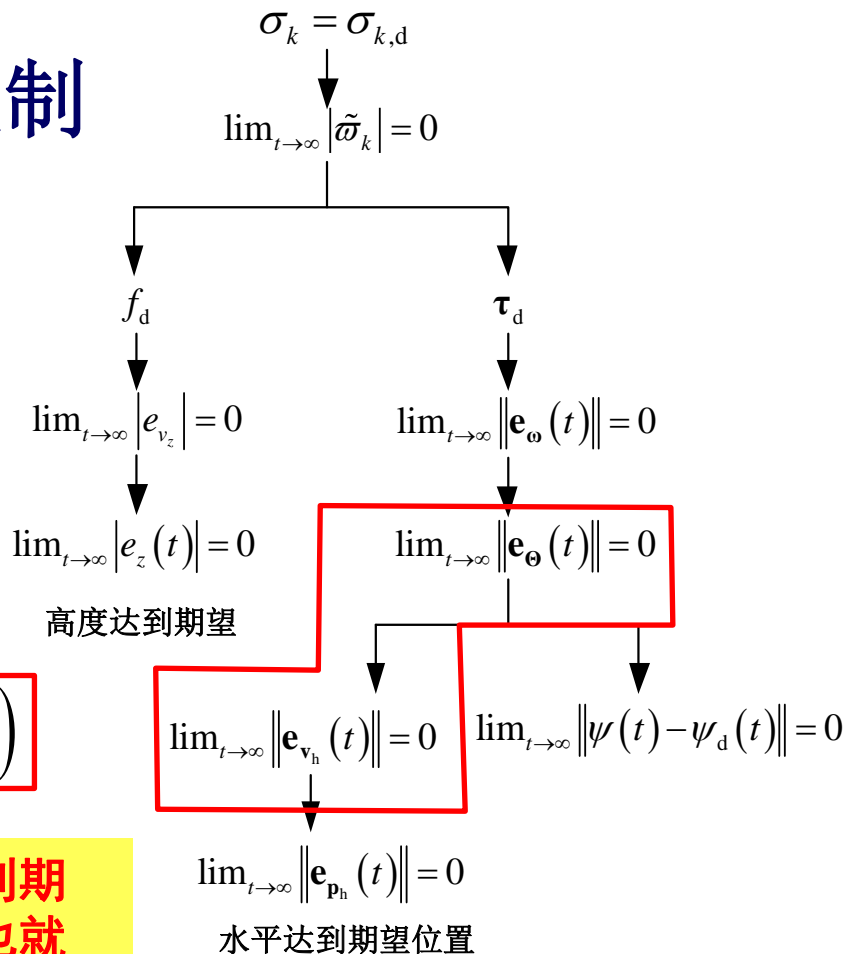 σ_k = σ_{k,d}
制
lim_{t→∞} |ϖ̃_k| = 0
f_d
τ_d
lim_{t→∞} |e_{v_z}| = 0
lim_{t→∞} ‖e_ω(t)‖ = 0
lim_{t→∞} |e_z(t)| = 0
lim_{t→∞} ‖e_Θ(t)‖ = 0
高度达到期望
)
lim_{t→∞} ‖e_{v_h}(t)‖ = 0
lim_{t→∞} ‖ψ(t) − ψ_d(t)‖ = 0
到期
也就
lim_{t→∞} ‖e_{p_h}(t)‖ = 0
水平达到期望位置